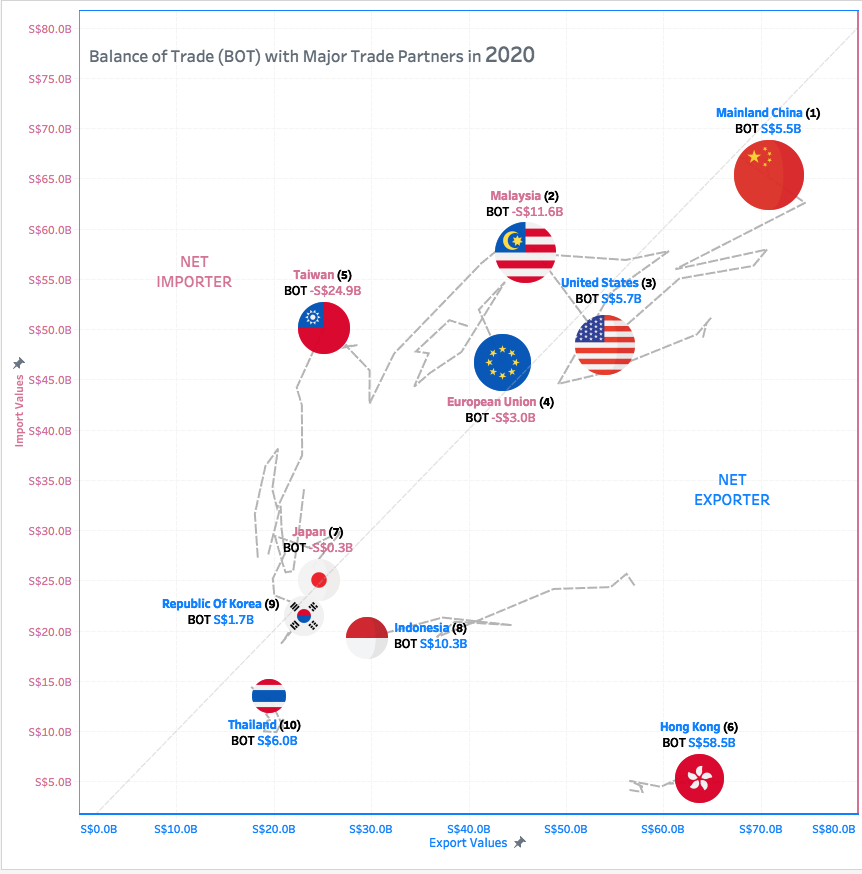 S$80.0B
Balance of Trade (BOT) with Major Trade Partners in 2020
S$75.0B
S$70.0B
S$65.0B
S$60.0B
S$55.0B
S$50.0B
S$45.0B
S$40.0B
S$35.0B
S$30.0B
S$25.0B
S$20.0B
S$15.0B
S$10.0B
S$5.0B
Import Values
Mainland China (1)
BOT S$5.5B
Malaysia (2)
BOT -S$11.6B
NET
IMPORTER
Taiwan (5)
BOT -S$24.9B
United States (3)
BOT S$5.7B
European Union (4)
BOT -S$3.0B
NET
EXPORTER
Japan (7)
BOT -S$0.3B
Republic Of Korea (9)
BOT S$1.7B
Indonesia (8)
BOT S$10.3B
Thailand (10)
BOT S$6.0B
Hong Kong (6)
BOT S$58.5B
S$0.0B
S$10.0B
S$20.0B
S$30.0B
S$40.0B
S$50.0B
S$60.0B
S$70.0B
S$80.0B
Export Values